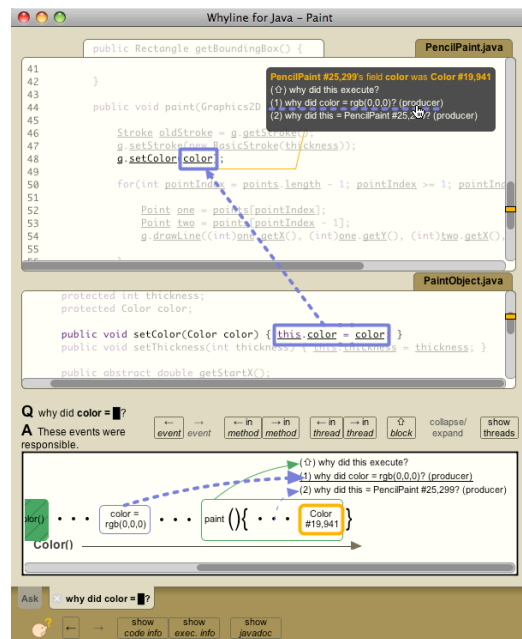 Whyline for Java - Paint
public Rectangle getBoundingBox() {
PencilPaint.java
41
42 }
43
44 public void paint(Graphics2D
45
46 Stroke oldStroke = g.getStroke();
47 g.setStroke(new BasicStroke(thickness));
48 g.setColor(color);
49
50 for(int pointIndex = points.length - 1; pointIndex >= 1; pointInd
51
52 Point one = points[pointIndex];
53 Point two = points[pointIndex - 1];
54 g.drawLine((int)one.getX(), (int)one.getY(), (int)two.getX(),
55
56 }
PencilPaint #25,299's field color was Color #19,941
(⇧) why did this execute?
(1) why did color = rgb(0,0,0)? (producer)
(2) why did this = PencilPaint #25,299? (producer)
PaintObject.java
protected int thickness;
protected Color color;
public void setColor(Color color) { this.color = color; }
public void setThickness(int thickness) { this.thickness = thickness; }
public abstract double getStartX();
Q why did color = ■?
A These events were
responsible.
← event
→ event
← in method
→ in method
← in thread
→ in thread
⇧ block
collapse/ expand
show threads
(⇧) why did this execute?
(1) why did color = rgb(0,0,0)? (producer)
(2) why did this = PencilPaint #25,299? (producer)
olor() • • • color = rgb(0,0,0) • • • paint (){ • • • Color #19,941 }
Color()
Ask
× why did color = ■?
← →
show code info
show exec. info
show javadoc